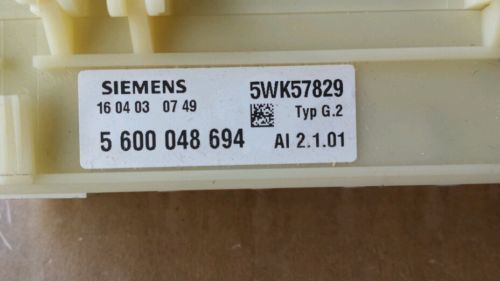 SIEMENS 5WK57829
16 04 03 07 49 Typ G.2
5 600 048 694 AI 2.1.01